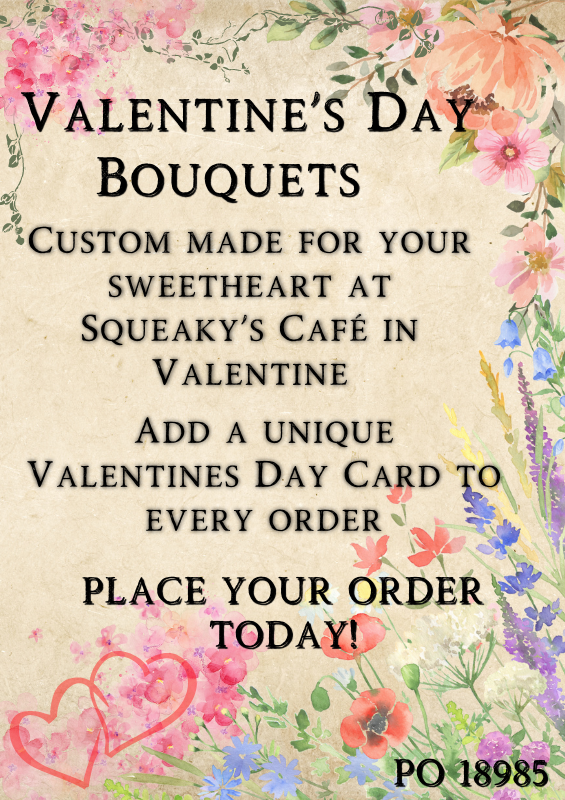 Valentine's Day
Bouquets
Custom made for your
sweetheart at
Squeaky's Café in
Valentine
Add a unique
Valentines Day Card to
every order
place your order
today!
PO 18985